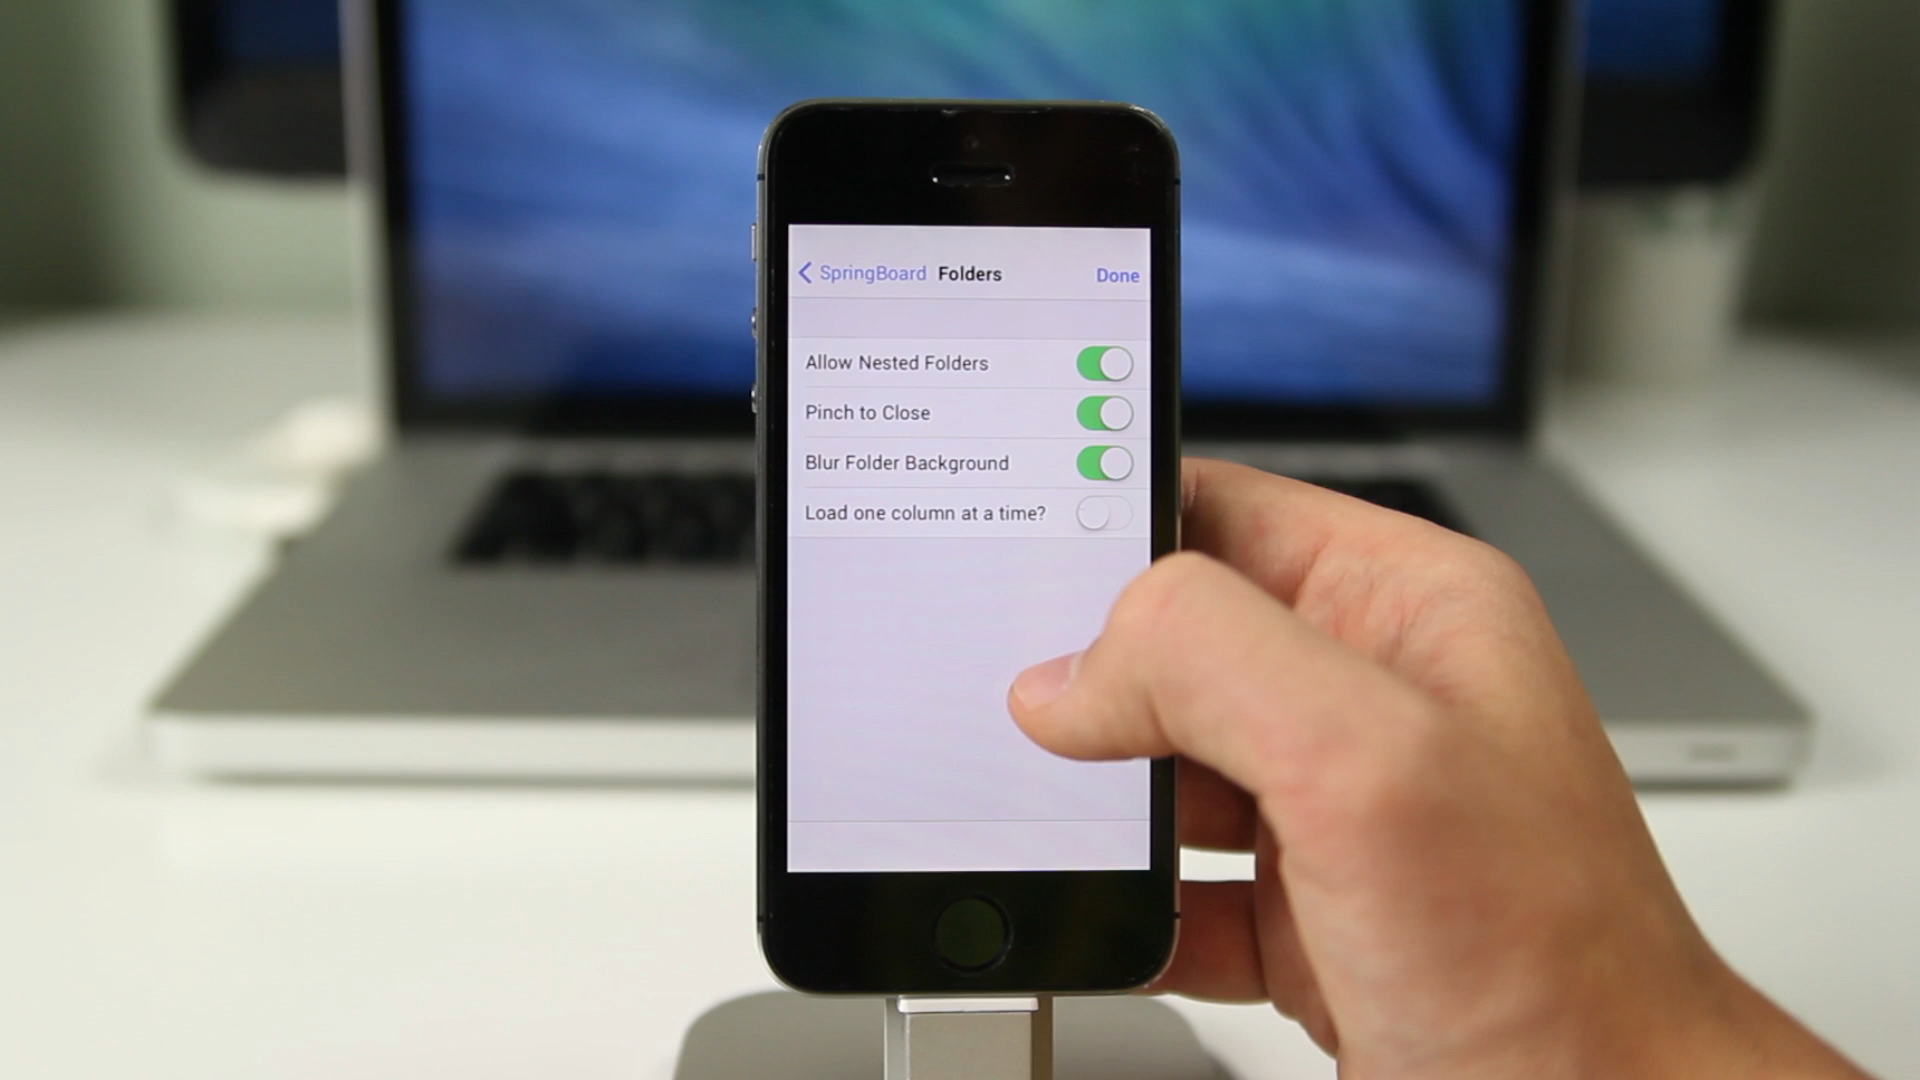 SpringBoard Folders Done
Allow Nested Folders
Pinch to Close
Blur Folder Background
Load one column at a time?